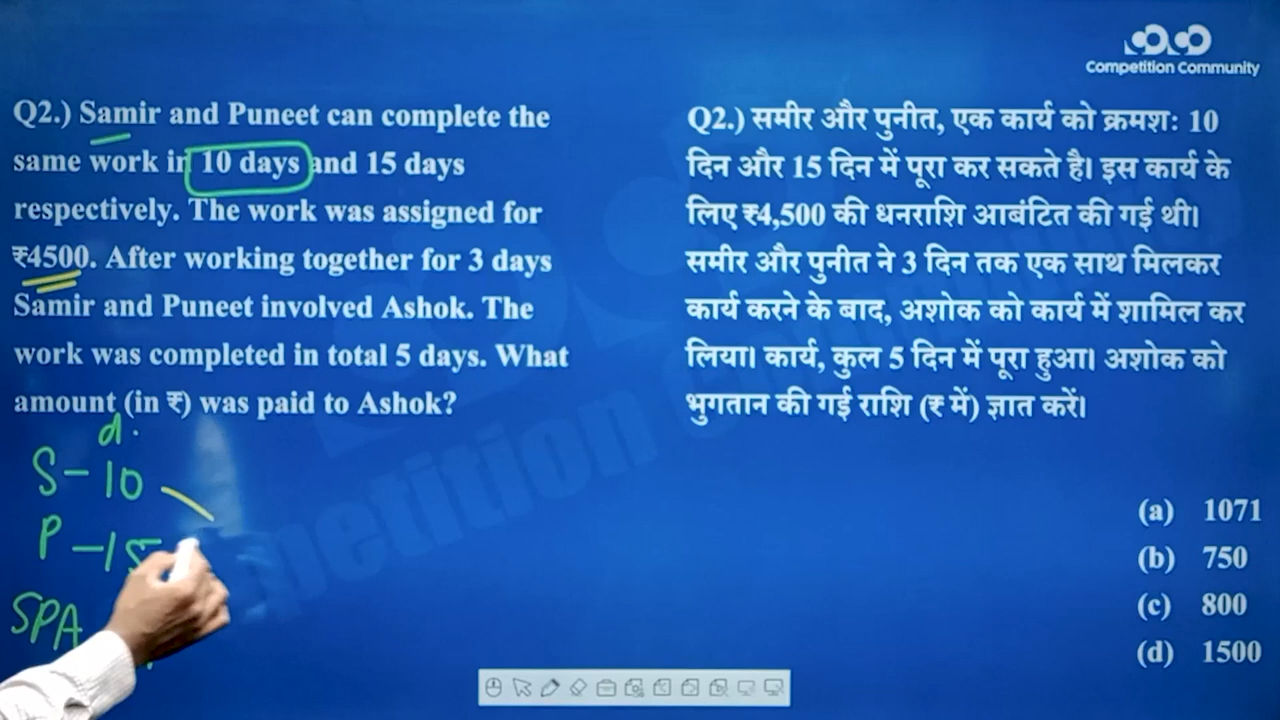 Competition Community
Q2.) Samir and Puneet can complete the
same work in 10 days and 15 days
respectively. The work was assigned for
₹4500. After working together for 3 days
Samir and Puneet involved Ashok. The
work was completed in total 5 days. What
amount (in ₹) was paid to Ashok?
Q2.) समीर और पुनीत, एक कार्य को क्रमश: 10
दिन और 15 दिन में पूरा कर सकते है। इस कार्य के
लिए ₹4,500 की धनराशि आबंटित की गई थी।
समीर और पुनीत ने 3 दिन तक एक साथ मिलकर
कार्य करने के बाद, अशोक को कार्य में शामिल कर
लिया। कार्य, कुल 5 दिन में पूरा हुआ। अशोक को
भुगतान की गई राशि (₹ में) ज्ञात करें।
d.
S - 10
P - 15
SPA
(a) 1071
(b) 750
(c) 800
(d) 1500